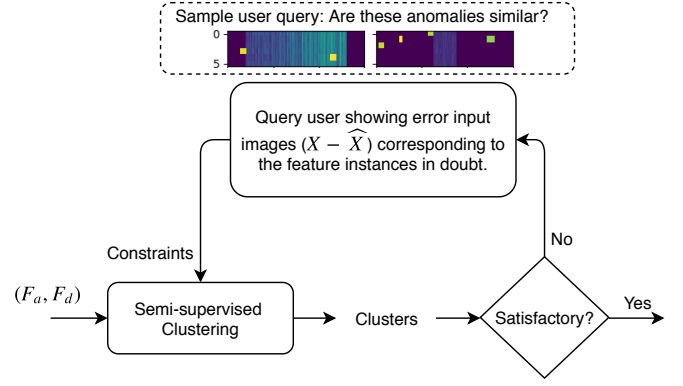 Sample user query: Are these anomalies similar?
0
5
Query user showing error input
images (X − X̂) corresponding to
the feature instances in doubt.
Constraints
No
(Fₐ, F_d)
Semi-supervised
Clustering
Clusters
Satisfactory?
Yes